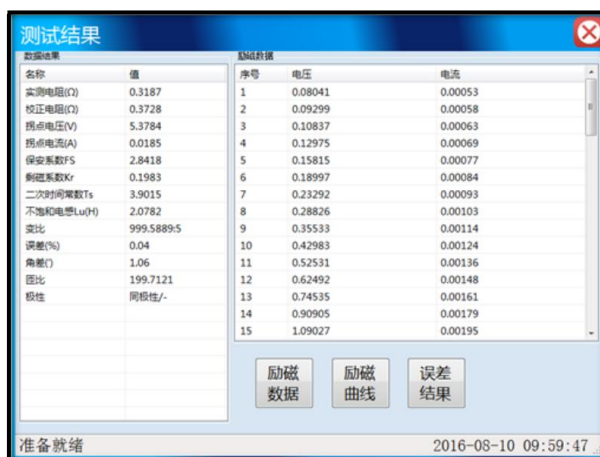 测试结果
数据结果
名称 值
实测电阻(Ω) 0.3187
校正电阻(Ω) 0.3728
拐点电压(V) 5.3784
拐点电流(A) 0.0185
保安系数FS 2.8418
剩磁系数Kr 0.1983
二次时间常数Ts 3.9015
不饱和电感Lu(H) 2.0782
变比 999.5889:5
误差(%) 0.04
角差(') 1.06
匝比 199.7121
极性 同极性/-
励磁数据
序号 电压 电流
1 0.08041 0.00053
2 0.09299 0.00058
3 0.10837 0.00063
4 0.12975 0.00069
5 0.15815 0.00077
6 0.18997 0.00084
7 0.23292 0.00093
8 0.28826 0.00103
9 0.35533 0.00114
10 0.42983 0.00124
11 0.52531 0.00136
12 0.62492 0.00148
13 0.74535 0.00161
14 0.90905 0.00179
15 1.09027 0.00195
励磁
数据
励磁
曲线
误差
结果
准备就绪 2016-08-10 09:59:47